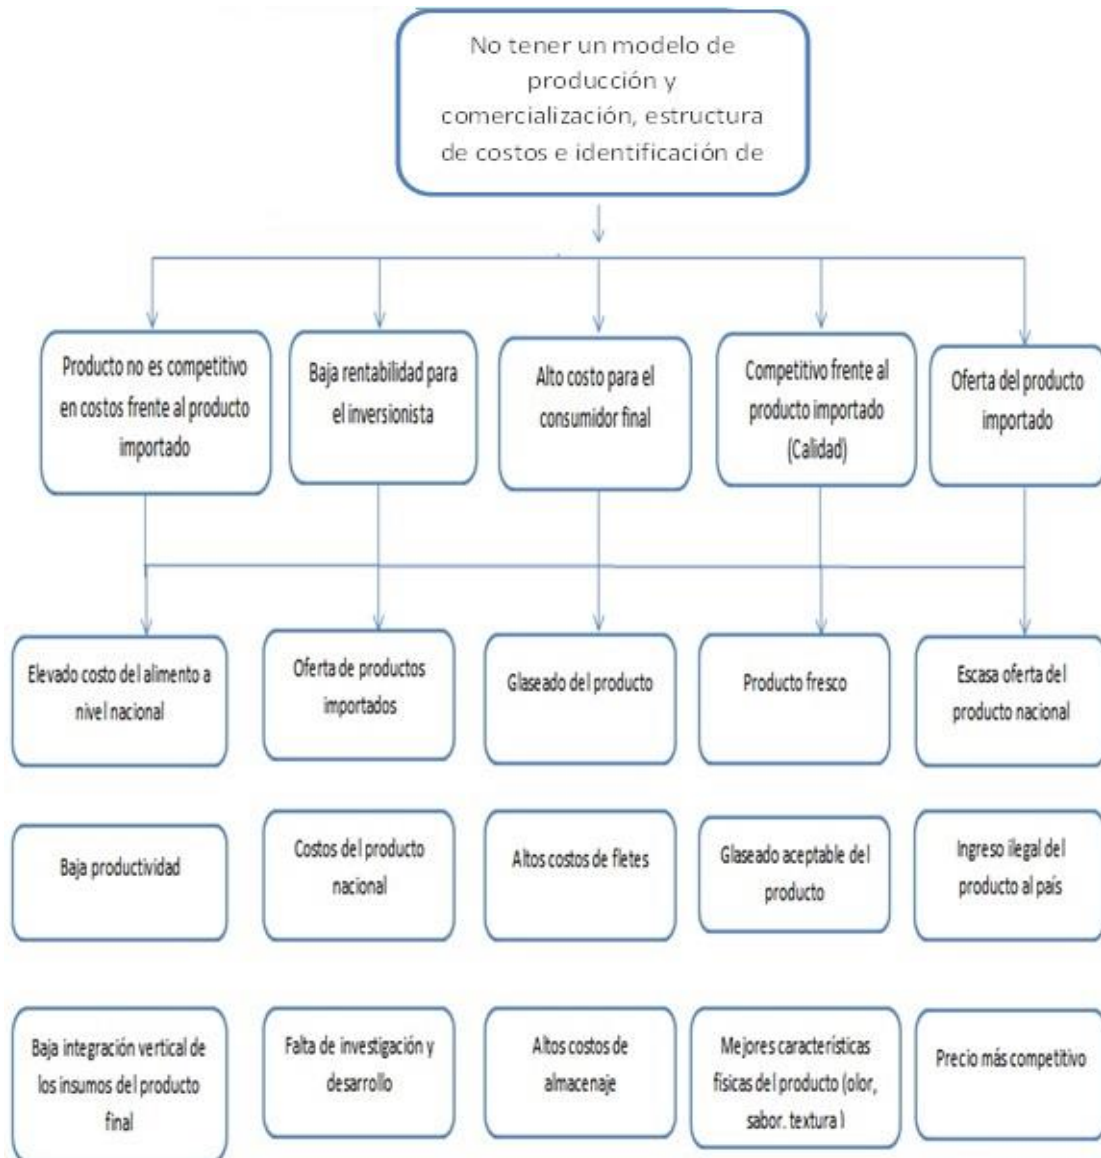 No tener un modelo de
producción y
comercialización, estructura
de costos e identificación de
Producto no es competitivo
en costos frente al producto
importado
Baja rentabilidad para
el inversionista
Alto costo para el
consumidor final
Competitivo frente al
producto importado
(Calidad)
Oferta del producto
importado
Elevado costo del alimento a
nivel nacional
Oferta de productos
importados
Glaseado del producto
Producto fresco
Escasa oferta del
producto nacional
Baja productividad
Costos del producto
nacional
Altos costos de fletes
Glaseado aceptable del
producto
Ingreso ilegal del
producto al país
Baja integración vertical de
los insumos del producto
final
Falta de investigación y
desarrollo
Altos costos de
almacenaje
Mejores características
físicas del producto (olor,
sabor, textura )
Precio más competitivo